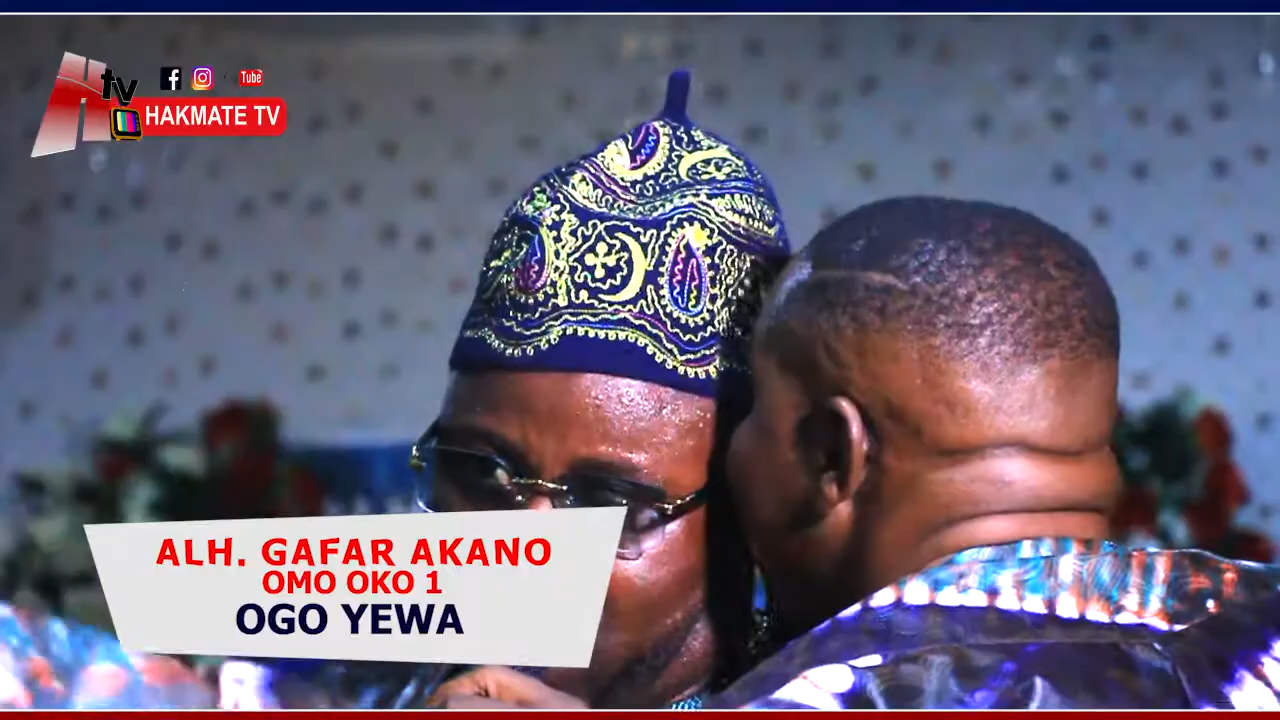 tv
Tube
HAKMATE TV
ALH. GAFAR AKANO
OMO OKO 1
OGO YEWA